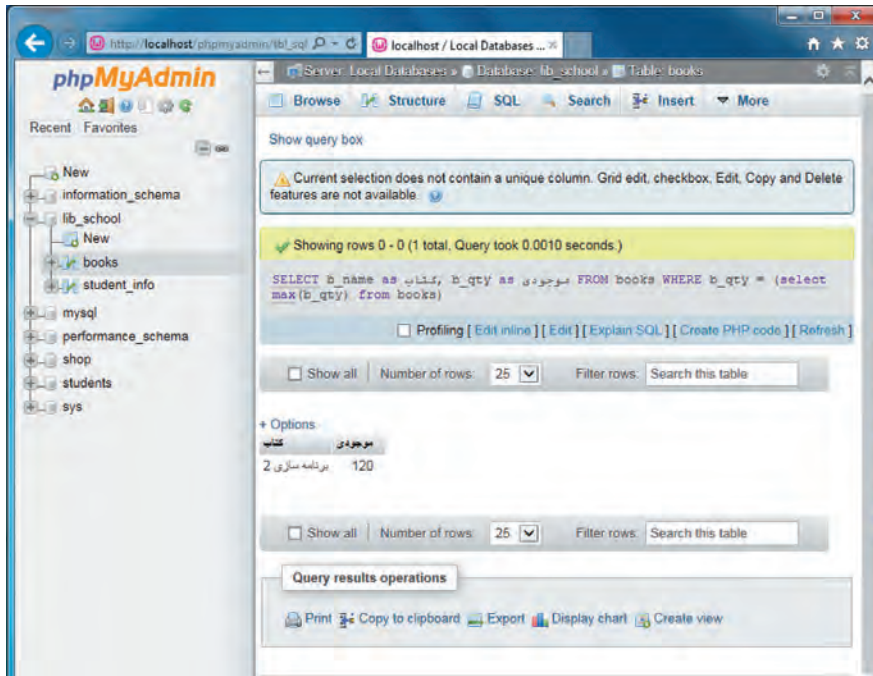 http://localhost/phpmyadmin/tbl_sql
localhost / Local Databases ...
phpMyAdmin
Recent Favorites
New
information_schema
lib_school
New
books
student_info
mysql
performance_schema
shop
students
sys
Server: Local Databases » Database: lib_school » Table: books
Browse Structure SQL Search Insert More
Show query box
Current selection does not contain a unique column. Grid edit, checkbox, Edit, Copy and Delete
features are not available.
Showing rows 0 - 0 (1 total, Query took 0.0010 seconds.)
SELECT b_name as کتاب, b_qty as موجودی FROM books WHERE b_qty = (select
max(b_qty) from books)
Profiling [ Edit inline ] [ Edit ] [ Explain SQL ] [ Create PHP code ] [ Refresh ]
Show all Number of rows: 25 Filter rows: Search this table
+ Options
کتاب موجودی
برنامه سازی 2 120
Show all Number of rows: 25 Filter rows: Search this table
Query results operations
Print Copy to clipboard Export Display chart Create view